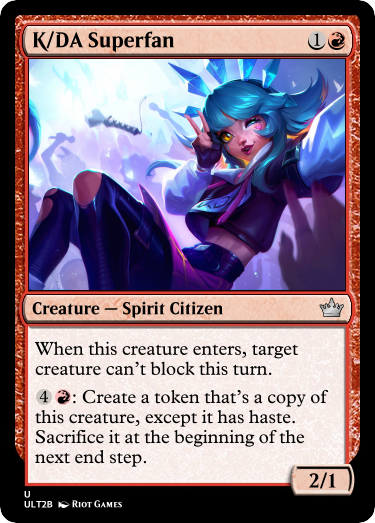 K/DA Superfan 1
Creature — Spirit Citizen
When this creature enters, target
creature can't block this turn.
4 : Create a token that's a copy of
this creature, except it has haste.
Sacrifice it at the beginning of the
next end step.
2/1
U
ULT2B Riot Games